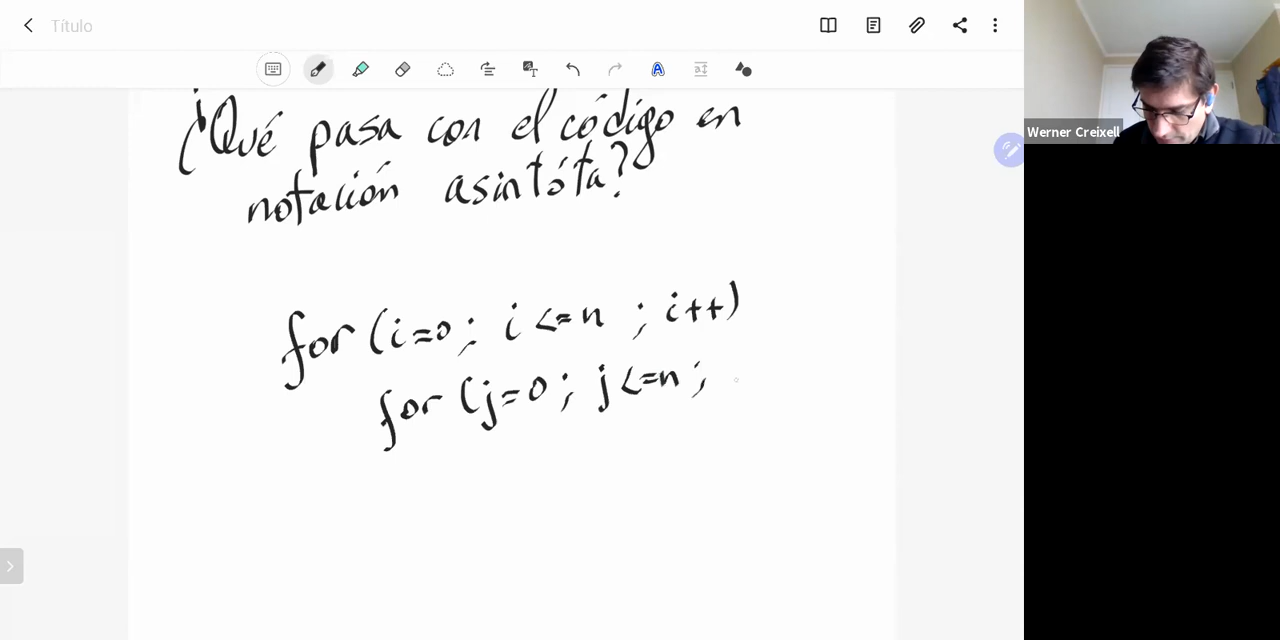 Título
¿Qué pasa con el código en
notación asintóta?
for (i=0; i <=n ; i++)
for (j=0; j <=n ;
Werner Creixell